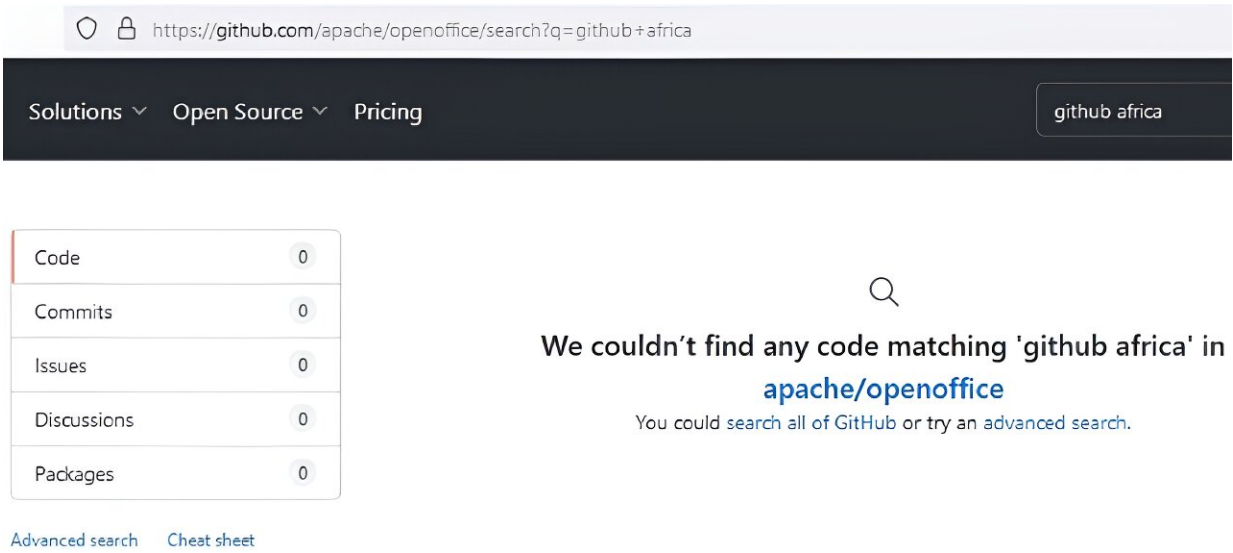 https://github.com/apache/openoffice/search?q=github+africa
Solutions Open Source Pricing github africa
Code 0
Commits 0
Issues 0
Discussions 0
Packages 0
Advanced search Cheat sheet
We couldn't find any code matching 'github africa' in
apache/openoffice
You could search all of GitHub or try an advanced search.